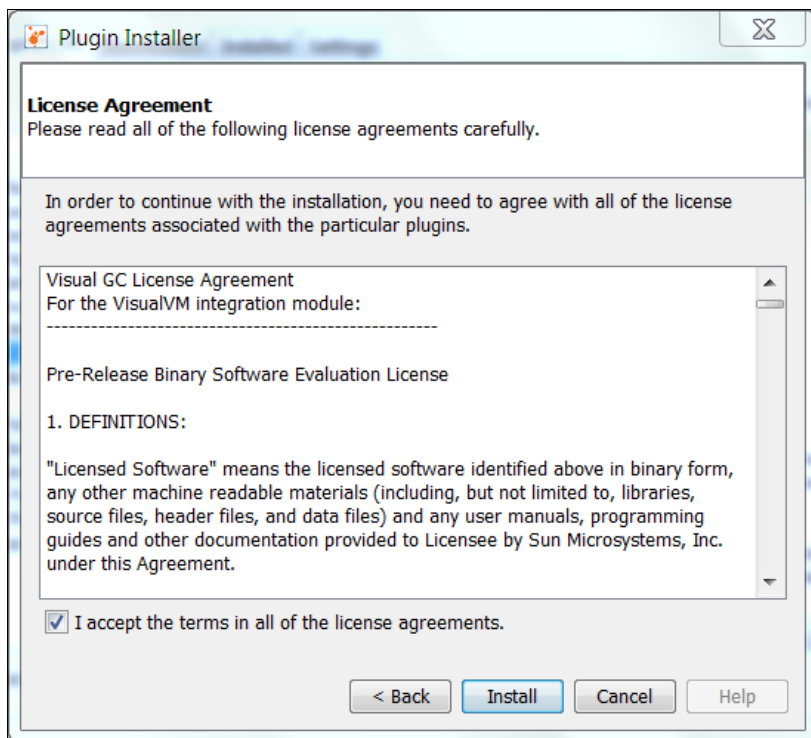 Plugin Installer
License Agreement
Please read all of the following license agreements carefully.
In order to continue with the installation, you need to agree with all of the license
agreements associated with the particular plugins.
Visual GC License Agreement
For the VisualVM integration module:
-----------------------------------------------------
Pre-Release Binary Software Evaluation License
1. DEFINITIONS:
"Licensed Software" means the licensed software identified above in binary form,
any other machine readable materials (including, but not limited to, libraries,
source files, header files, and data files) and any user manuals, programming
guides and other documentation provided to Licensee by Sun Microsystems, Inc.
under this Agreement.
I accept the terms in all of the license agreements.
< Back Install Cancel Help